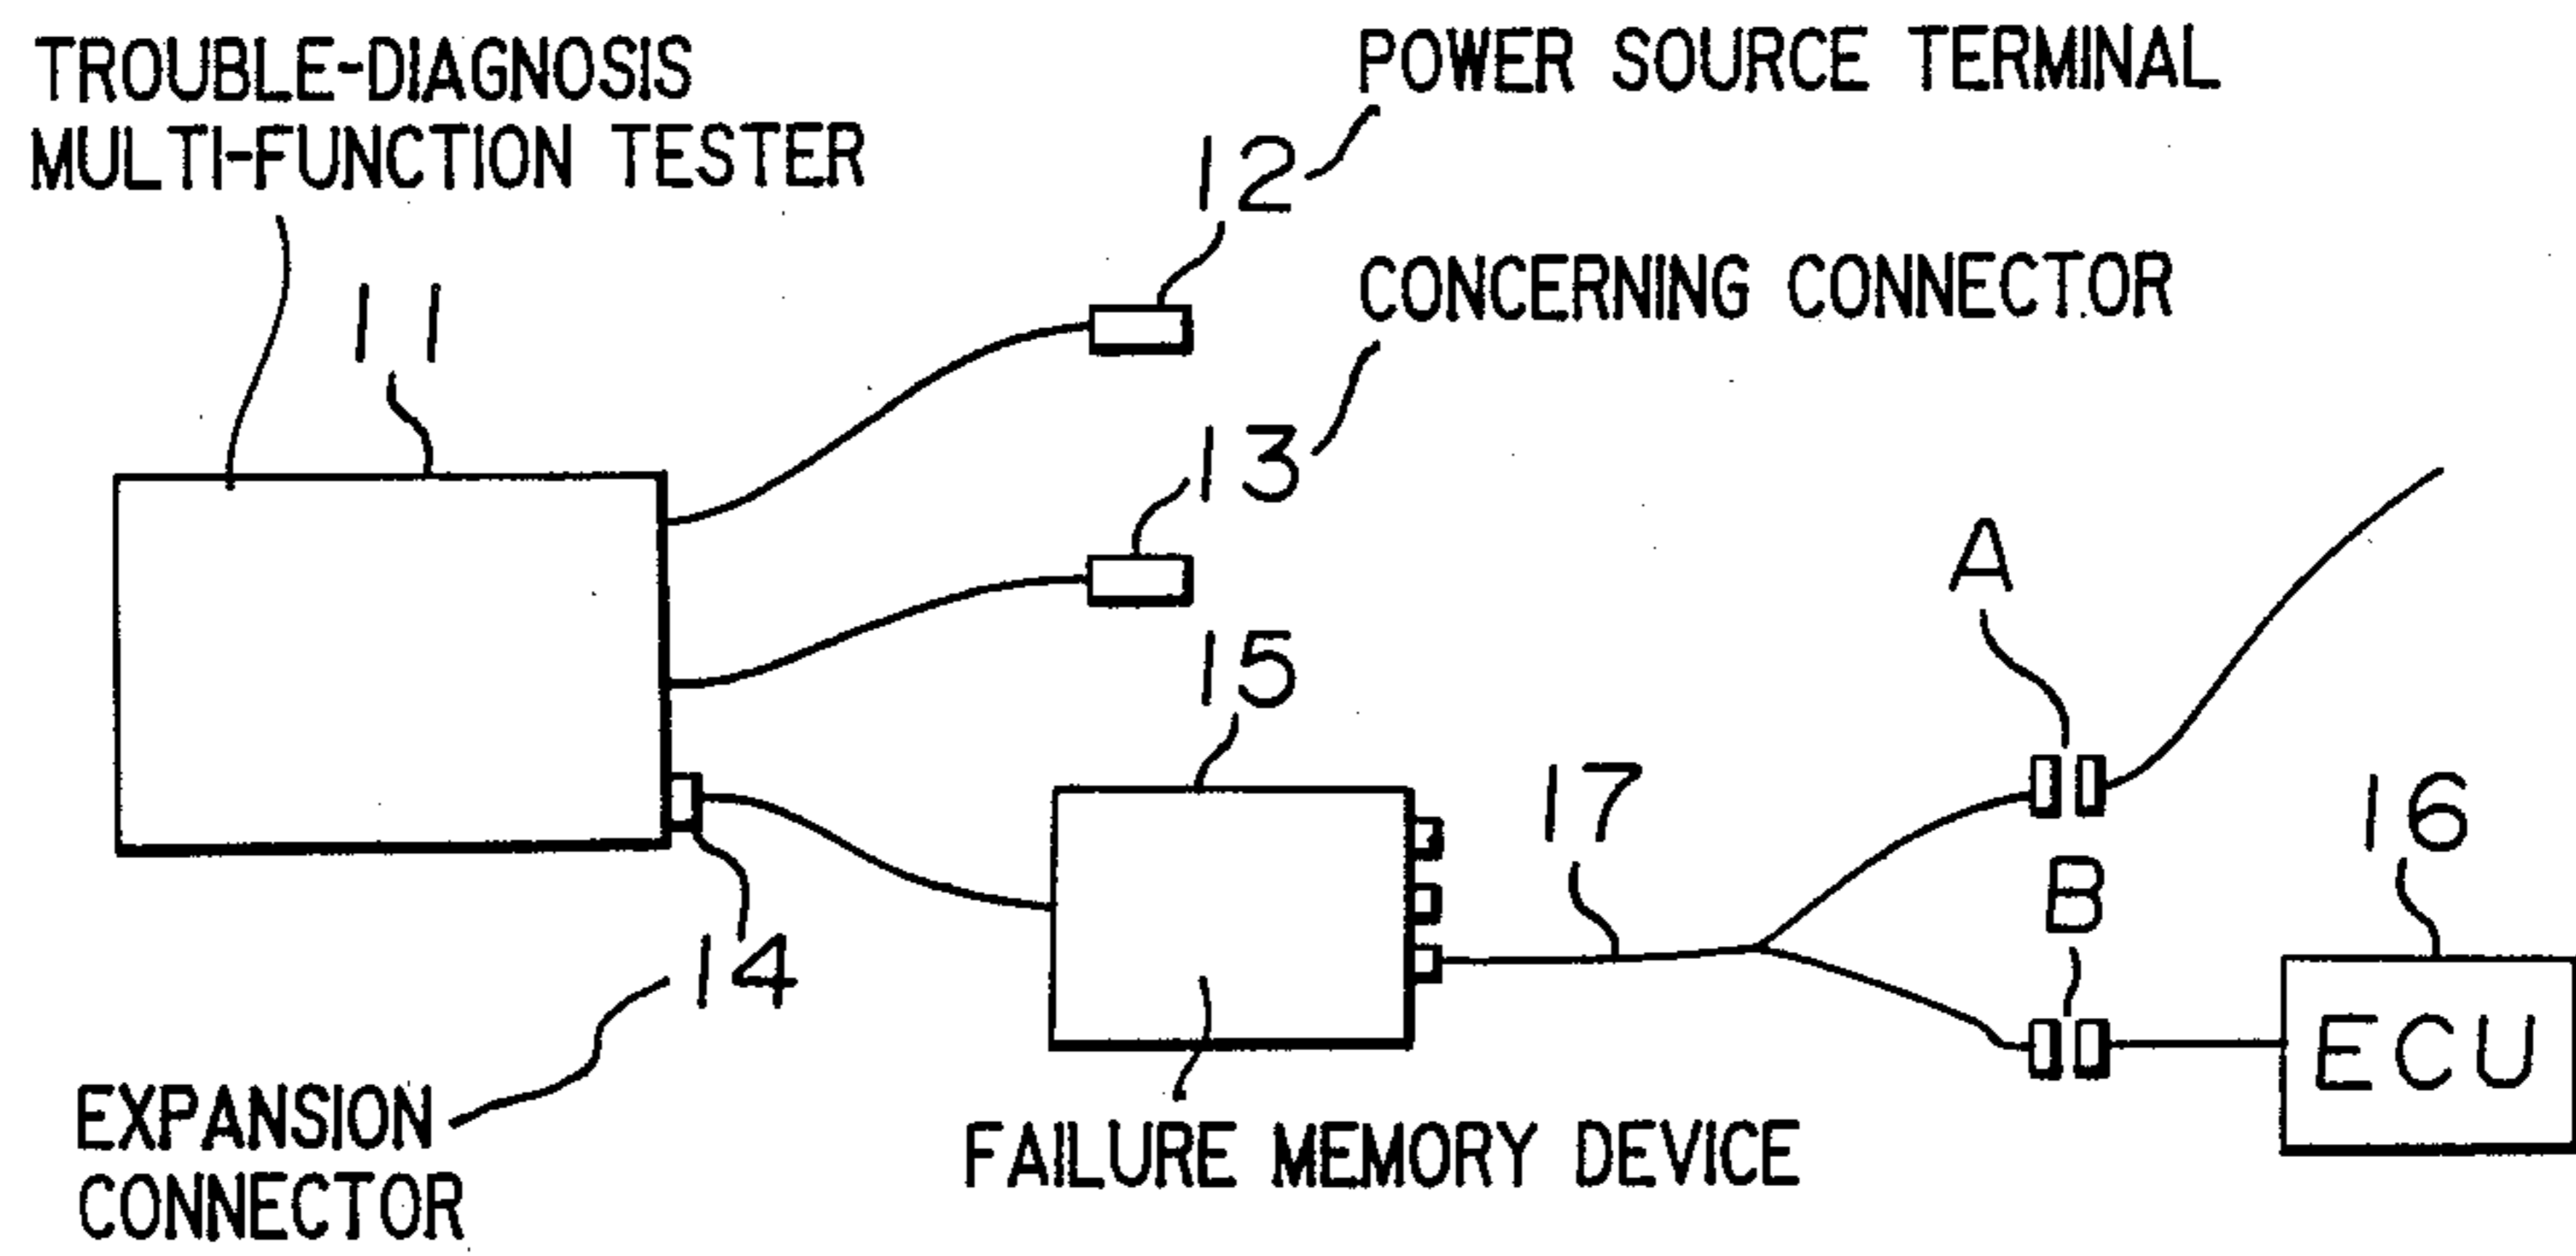 TROUBLE-DIAGNOSIS
MULTI-FUNCTION TESTER
POWER SOURCE TERMINAL
12
CONCERNING CONNECTOR
11
13
A
15
17
16
B
14
ECU
EXPANSION
CONNECTOR
FAILURE MEMORY DEVICE